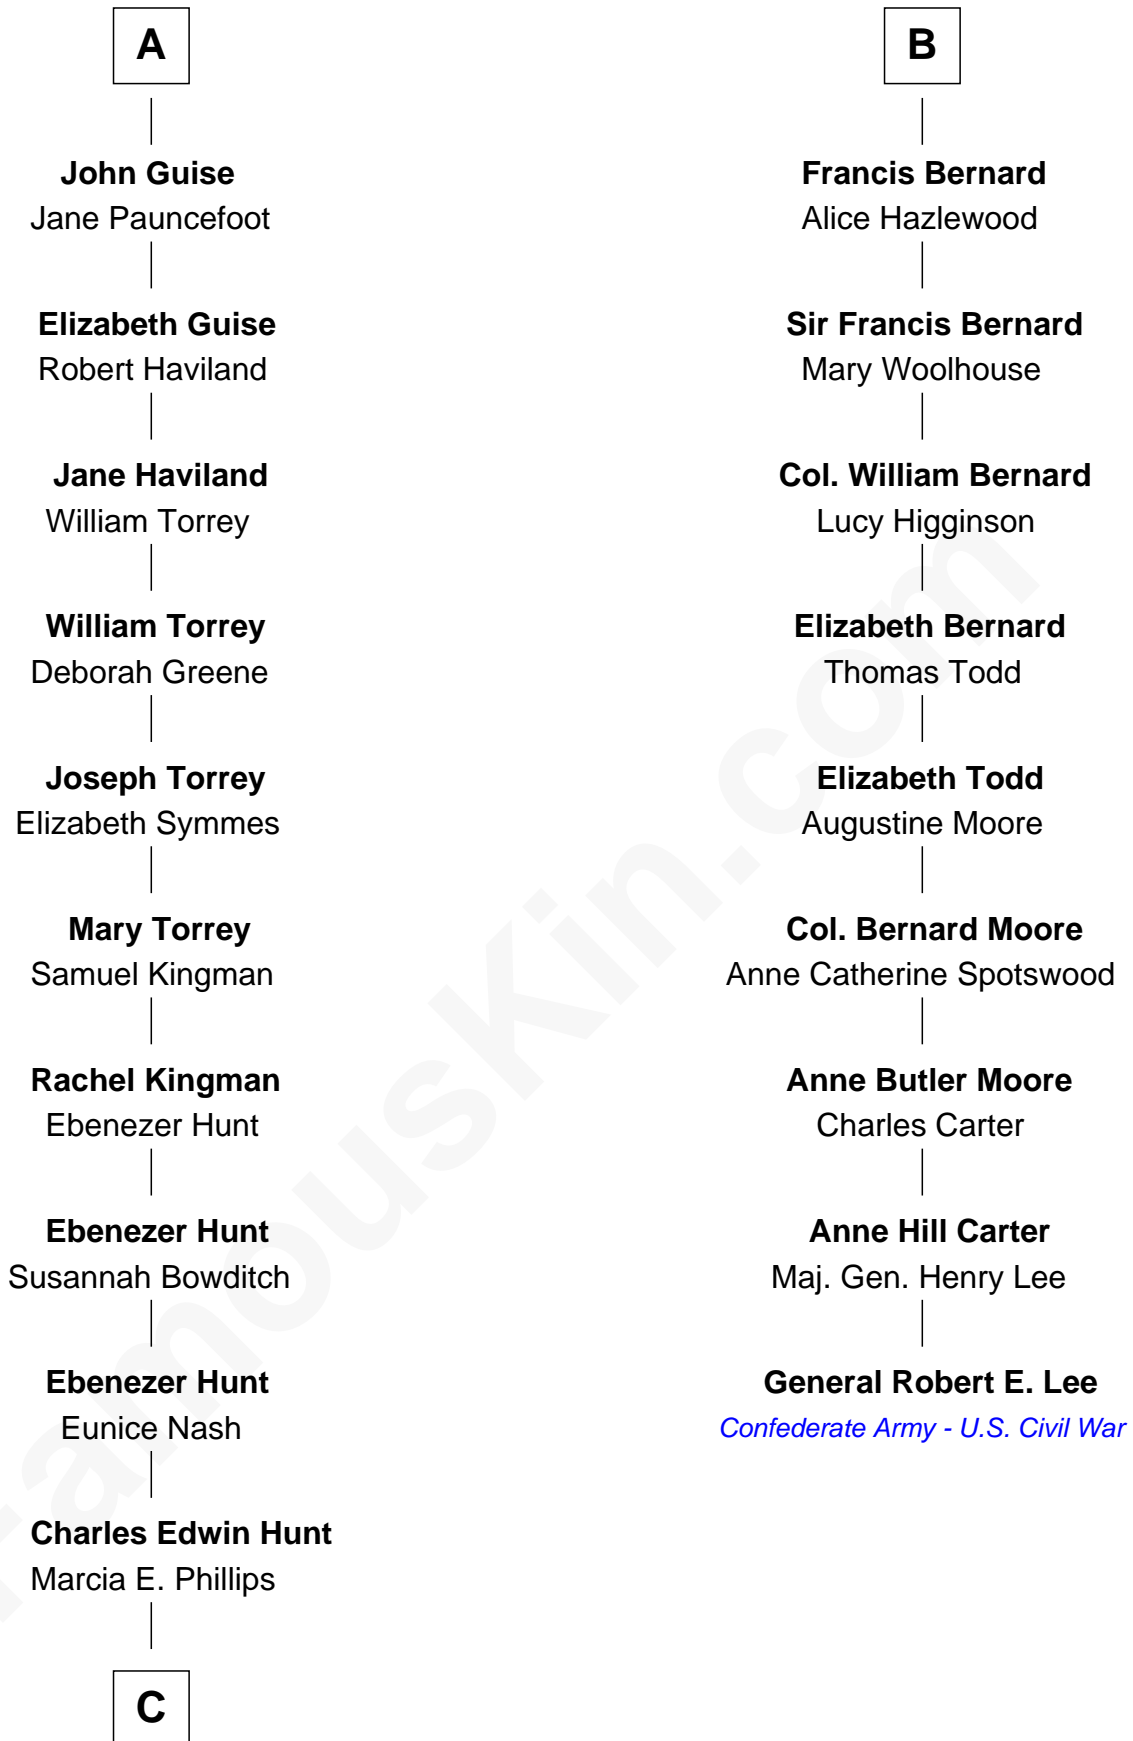 A
John Guise
Jane Pauncefoot
Elizabeth Guise
Robert Haviland
Jane Haviland
William Torrey
William Torrey
Deborah Greene
Joseph Torrey
Elizabeth Symmes
Mary Torrey
Samuel Kingman
Rachel Kingman
Ebenezer Hunt
Ebenezer Hunt
Susannah Bowditch
Ebenezer Hunt
Eunice Nash
Charles Edwin Hunt
Marcia E. Phillips
C
B
Francis Bernard
Alice Hazlewood
Sir Francis Bernard
Mary Woolhouse
Col. William Bernard
Lucy Higginson
Elizabeth Bernard
Thomas Todd
Elizabeth Todd
Augustine Moore
Col. Bernard Moore
Anne Catherine Spotswood
Anne Butler Moore
Charles Carter
Anne Hill Carter
Maj. Gen. Henry Lee
General Robert E. Lee
Confederate Army - U.S. Civil War
FamousKin.com